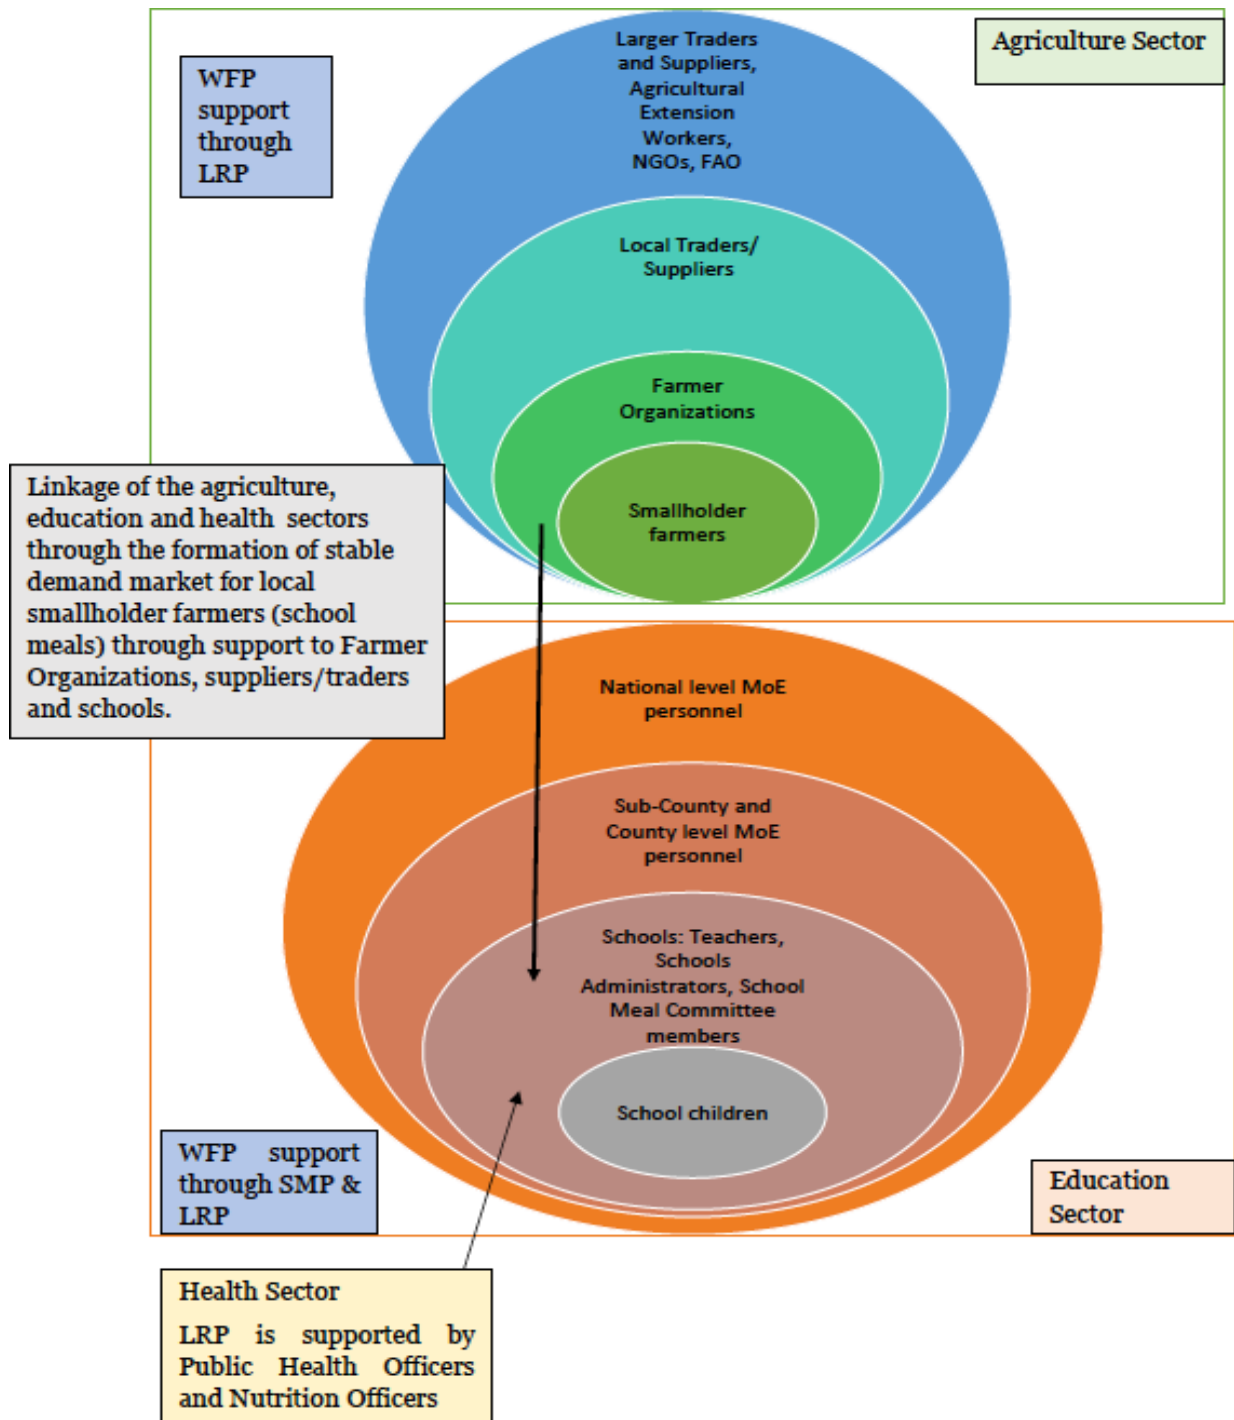 Larger Traders
and Suppliers,
Agricultural
Extension
Workers,
NGOs, FAO
Agriculture Sector
WFP
support
through
LRP
Local Traders/
Suppliers
Farmer
Organizations
Smallholder
farmers
Linkage of the agriculture,
education and health sectors
through the formation of stable
demand market for local
smallholder farmers (school
meals) through support to Farmer
Organizations, suppliers/traders
and schools.
National level MoE
personnel
Sub-County and
County level MoE
personnel
Schools: Teachers,
Schools
Administrators, School
Meal Committee
members
School children
WFP support
through SMP &
LRP
Education
Sector
Health Sector
LRP is supported by
Public Health Officers
and Nutrition Officers